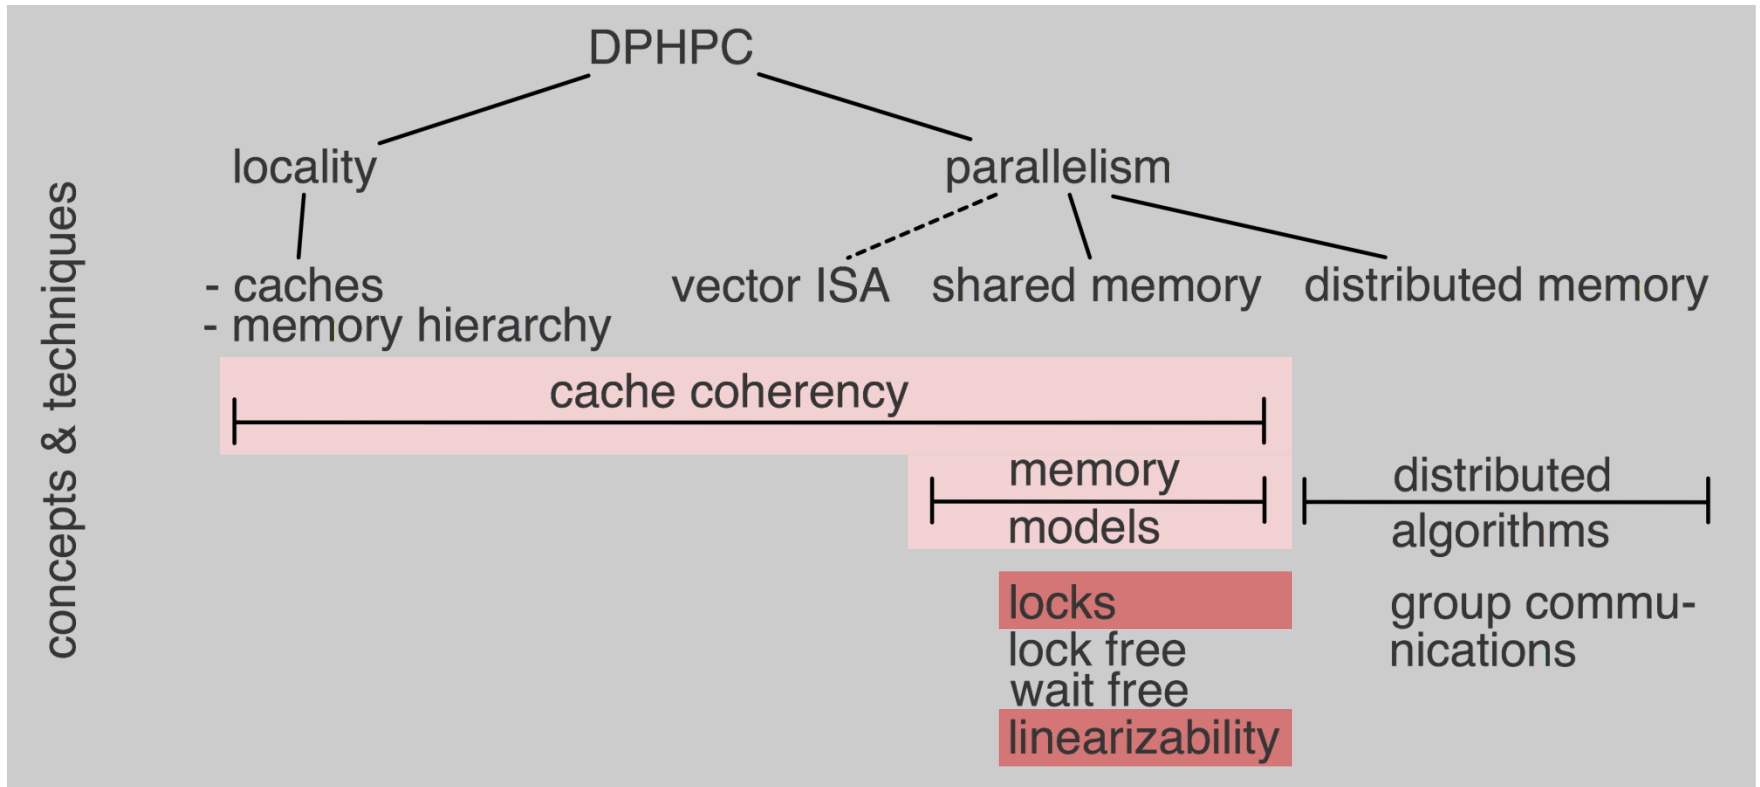 DPHPC
locality
parallelism
- caches
- memory hierarchy
vector ISA
shared memory
distributed memory
cache coherency
memory
models
distributed
algorithms
locks
lock free
wait free
linearizability
group commu-
nications
concepts & techniques